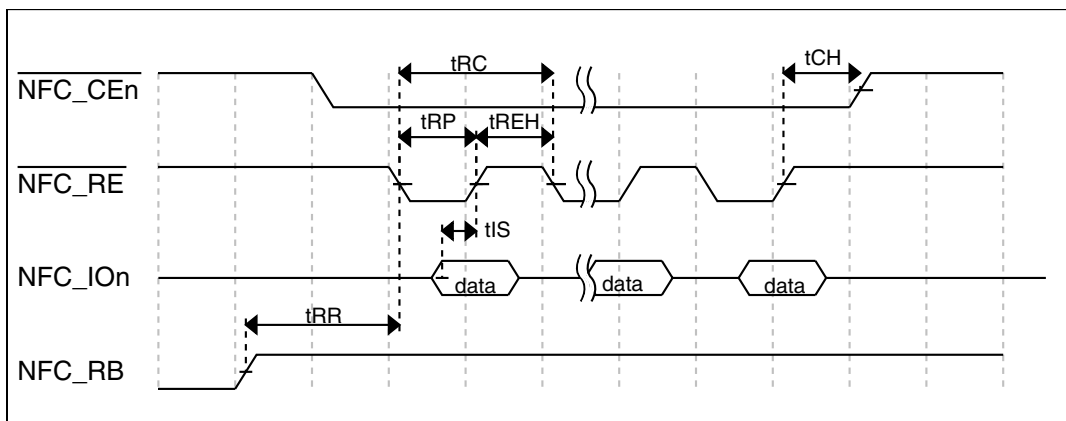 NFC_CEn
tRC
tCH
tRP
tREH
NFC_RE
tIS
NFC_IOn
data
data
data
tRR
NFC_RB